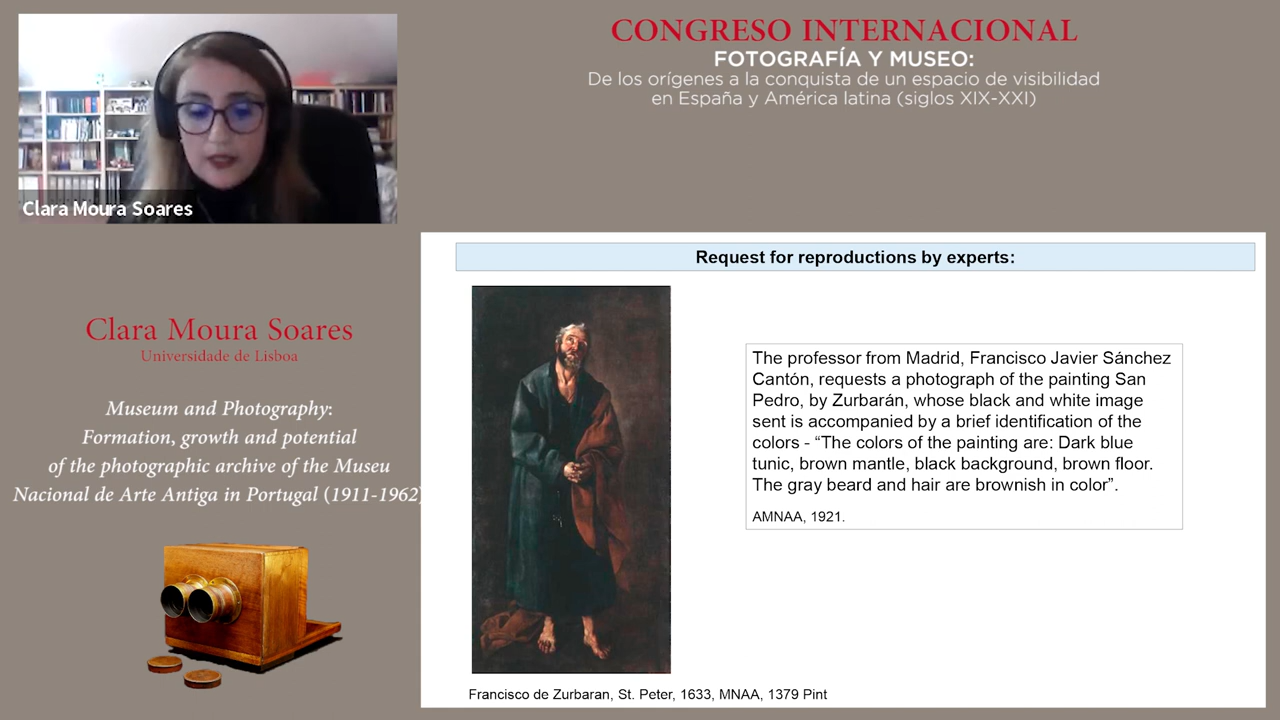 CONGRESO INTERNACIONAL
FOTOGRAFÍA Y MUSEO:
De los orígenes a la conquista de un espacio de visibilidad
en España y América latina (siglos XIX-XXI)
Clara Moura Soares
Clara Moura Soares
Universidade de Lisboa
Museum and Photography:
Formation, growth and potential
of the photographic archive of the Museu
Nacional de Arte Antiga in Portugal (1911-1962)
Request for reproductions by experts:
The professor from Madrid, Francisco Javier Sánchez
Cantón, requests a photograph of the painting San
Pedro, by Zurbarán, whose black and white image
sent is accompanied by a brief identification of the
colors - “The colors of the painting are: Dark blue
tunic, brown mantle, black background, brown floor.
The gray beard and hair are brownish in color”.
AMNAA, 1921.
Francisco de Zurbaran, St. Peter, 1633, MNAA, 1379 Pint